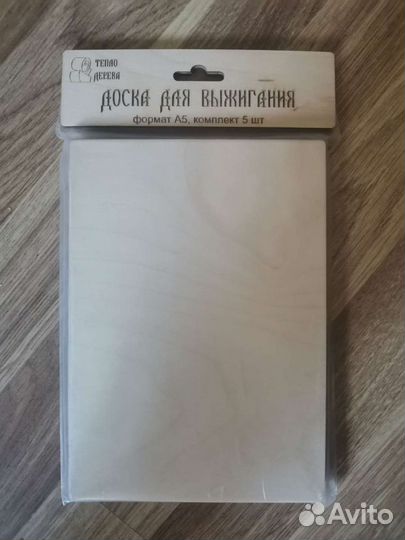 ТЕПЛО
ДЕРЕВА
ДОСКА ДЛЯ ВЫЖИГАНИЯ
формат А5, комплект 5 шт
Avito